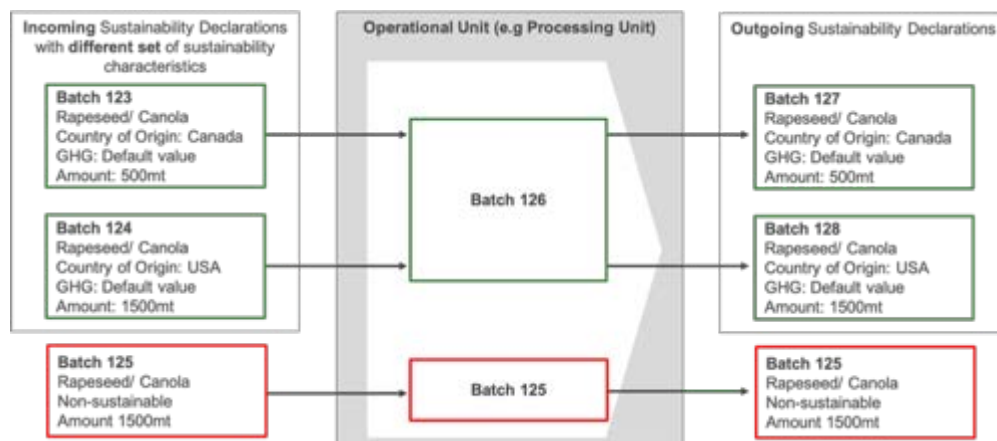 Incoming Sustainability Declarations
with different set of sustainability
characteristics
Batch 123
Rapeseed/ Canola
Country of Origin: Canada
GHG: Default value
Amount: 500mt
Batch 124
Rapeseed/ Canola
Country of Origin: USA
GHG: Default value
Amount: 1500mt
Batch 125
Rapeseed/ Canola
Non-sustainable
Amount 1500mt
Operational Unit (e.g Processing Unit)
Batch 126
Batch 125
Outgoing Sustainability Declarations
Batch 127
Rapeseed/ Canola
Country of Origin: Canada
GHG: Default value
Amount: 500mt
Batch 128
Rapeseed/ Canola
Country of Origin: USA
GHG: Default value
Amount: 1500mt
Batch 125
Rapeseed/ Canola
Non-sustainable
Amount 1500mt